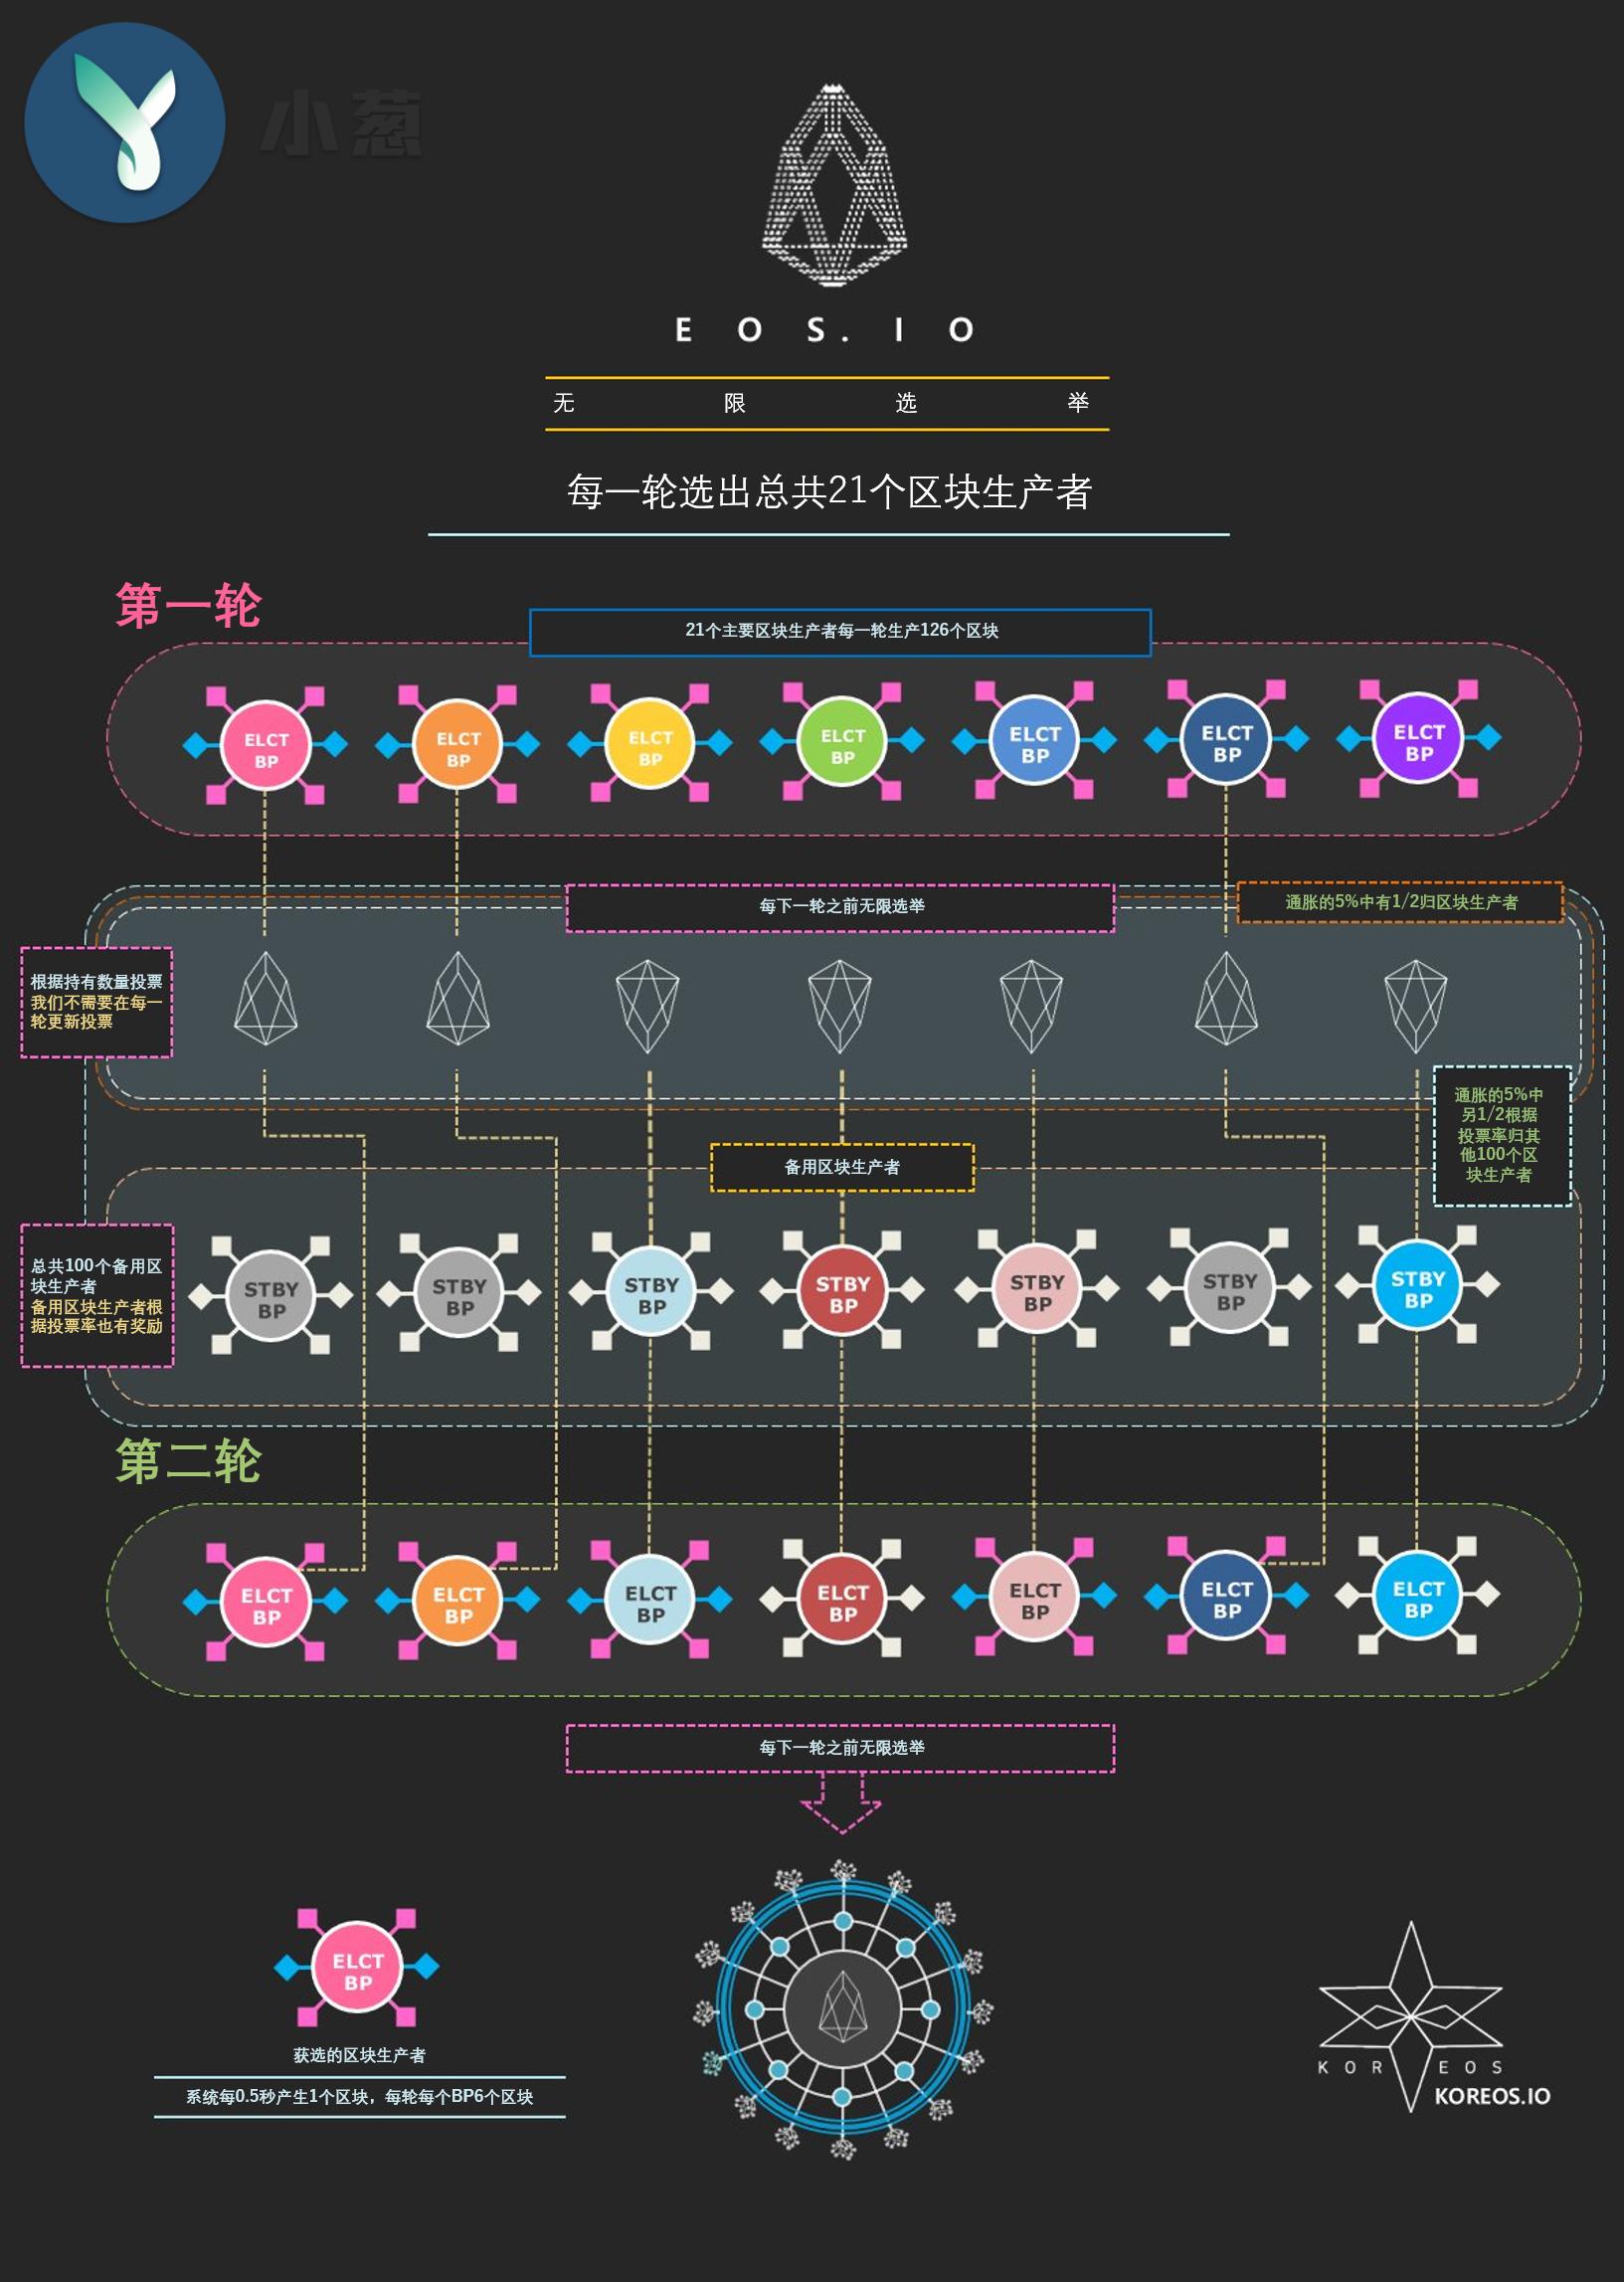 小葱
EOS.IO
无限选举
每一轮选出总共21个区块生产者
第一轮
21个主要区块生产者每一轮生产126个区块
ELCT
BP
ELCT
BP
ELCT
BP
ELCT
BP
ELCT
BP
ELCT
BP
ELCT
BP
每下一轮之前无限选举
通胀的5%中有1/2归区块生产者
根据持有数量投票
我们不需要在每一
轮更新投票
通胀的5%中
另1/2根据
投票率归其
他100个区
块生产者
备用区块生产者
总共100个备用区
块生产者
备用区块生产者根
据投票率也有奖励
STBY
BP
STBY
BP
STBY
BP
STBY
BP
STBY
BP
STBY
BP
STBY
BP
第二轮
ELCT
BP
ELCT
BP
ELCT
BP
ELCT
BP
ELCT
BP
ELCT
BP
ELCT
BP
每下一轮之前无限选举
ELCT
BP
获选的区块生产者
系统每0.5秒产生1个区块，每轮每个BP6个区块
KOR EOS
KOREOS.IO